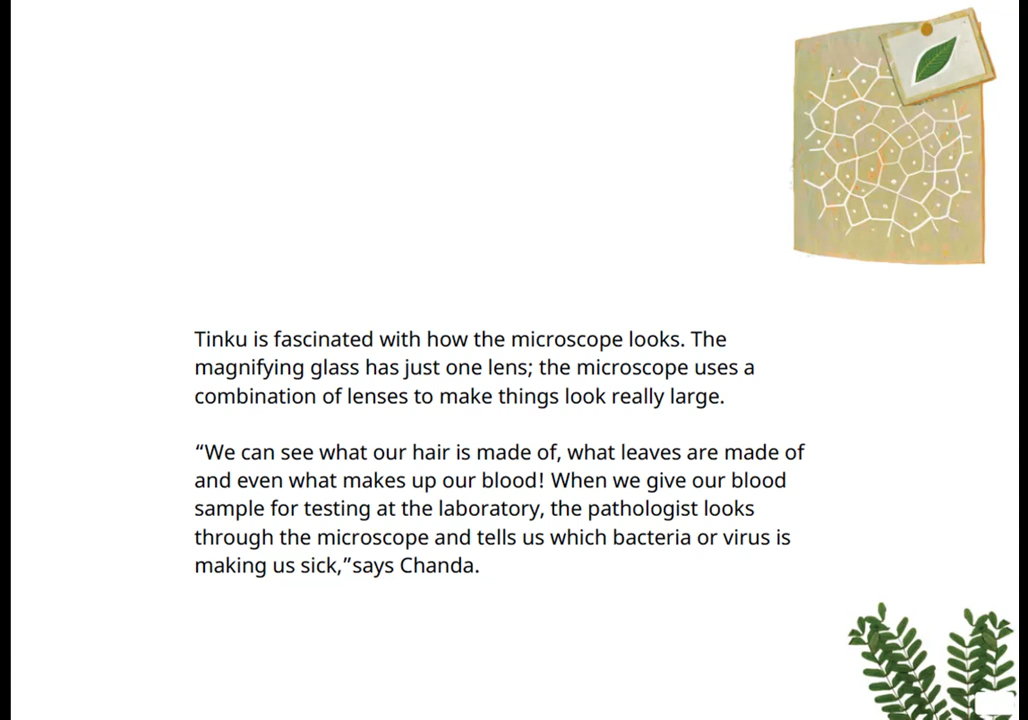 Tinku is fascinated with how the microscope looks. The
magnifying glass has just one lens; the microscope uses a
combination of lenses to make things look really large.
“We can see what our hair is made of, what leaves are made of
and even what makes up our blood! When we give our blood
sample for testing at the laboratory, the pathologist looks
through the microscope and tells us which bacteria or virus is
making us sick,”says Chanda.